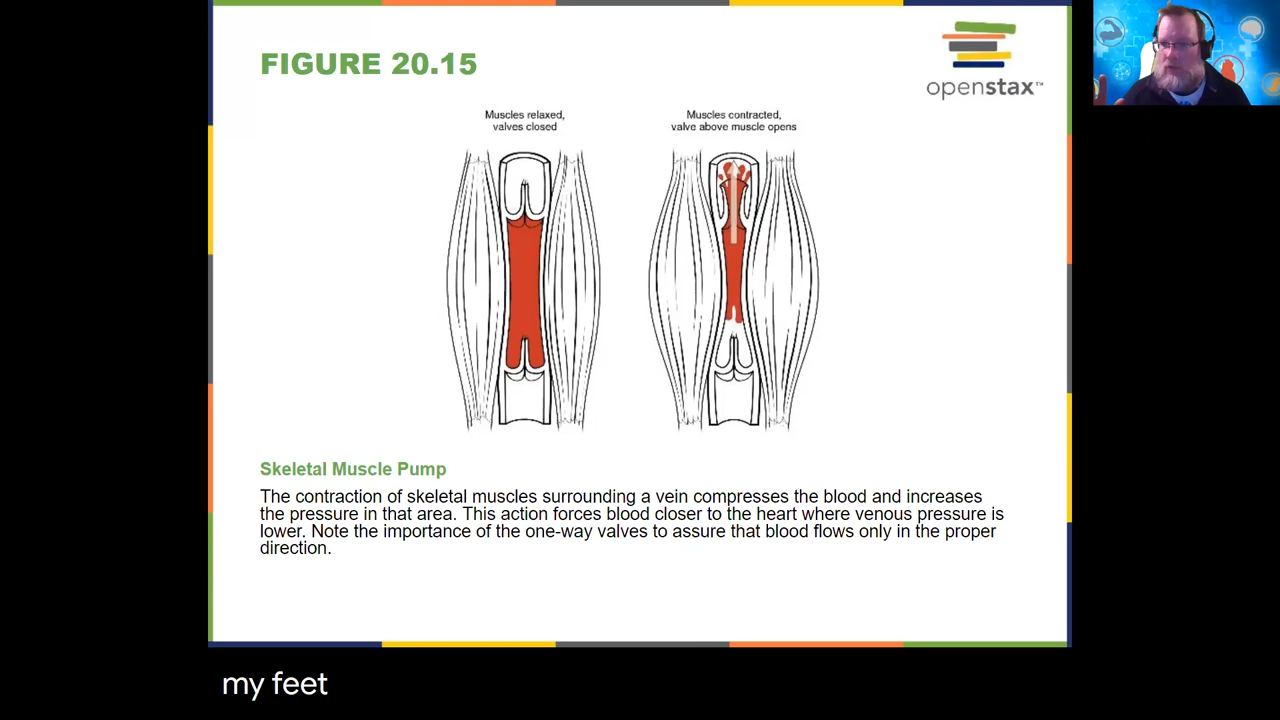 FIGURE 20.15
openstax™
Muscles relaxed,
valves closed
Muscles contracted,
valve above muscle opens
Skeletal Muscle Pump
The contraction of skeletal muscles surrounding a vein compresses the blood and increases
the pressure in that area. This action forces blood closer to the heart where venous pressure is
lower. Note the importance of the one-way valves to assure that blood flows only in the proper
direction.
my feet